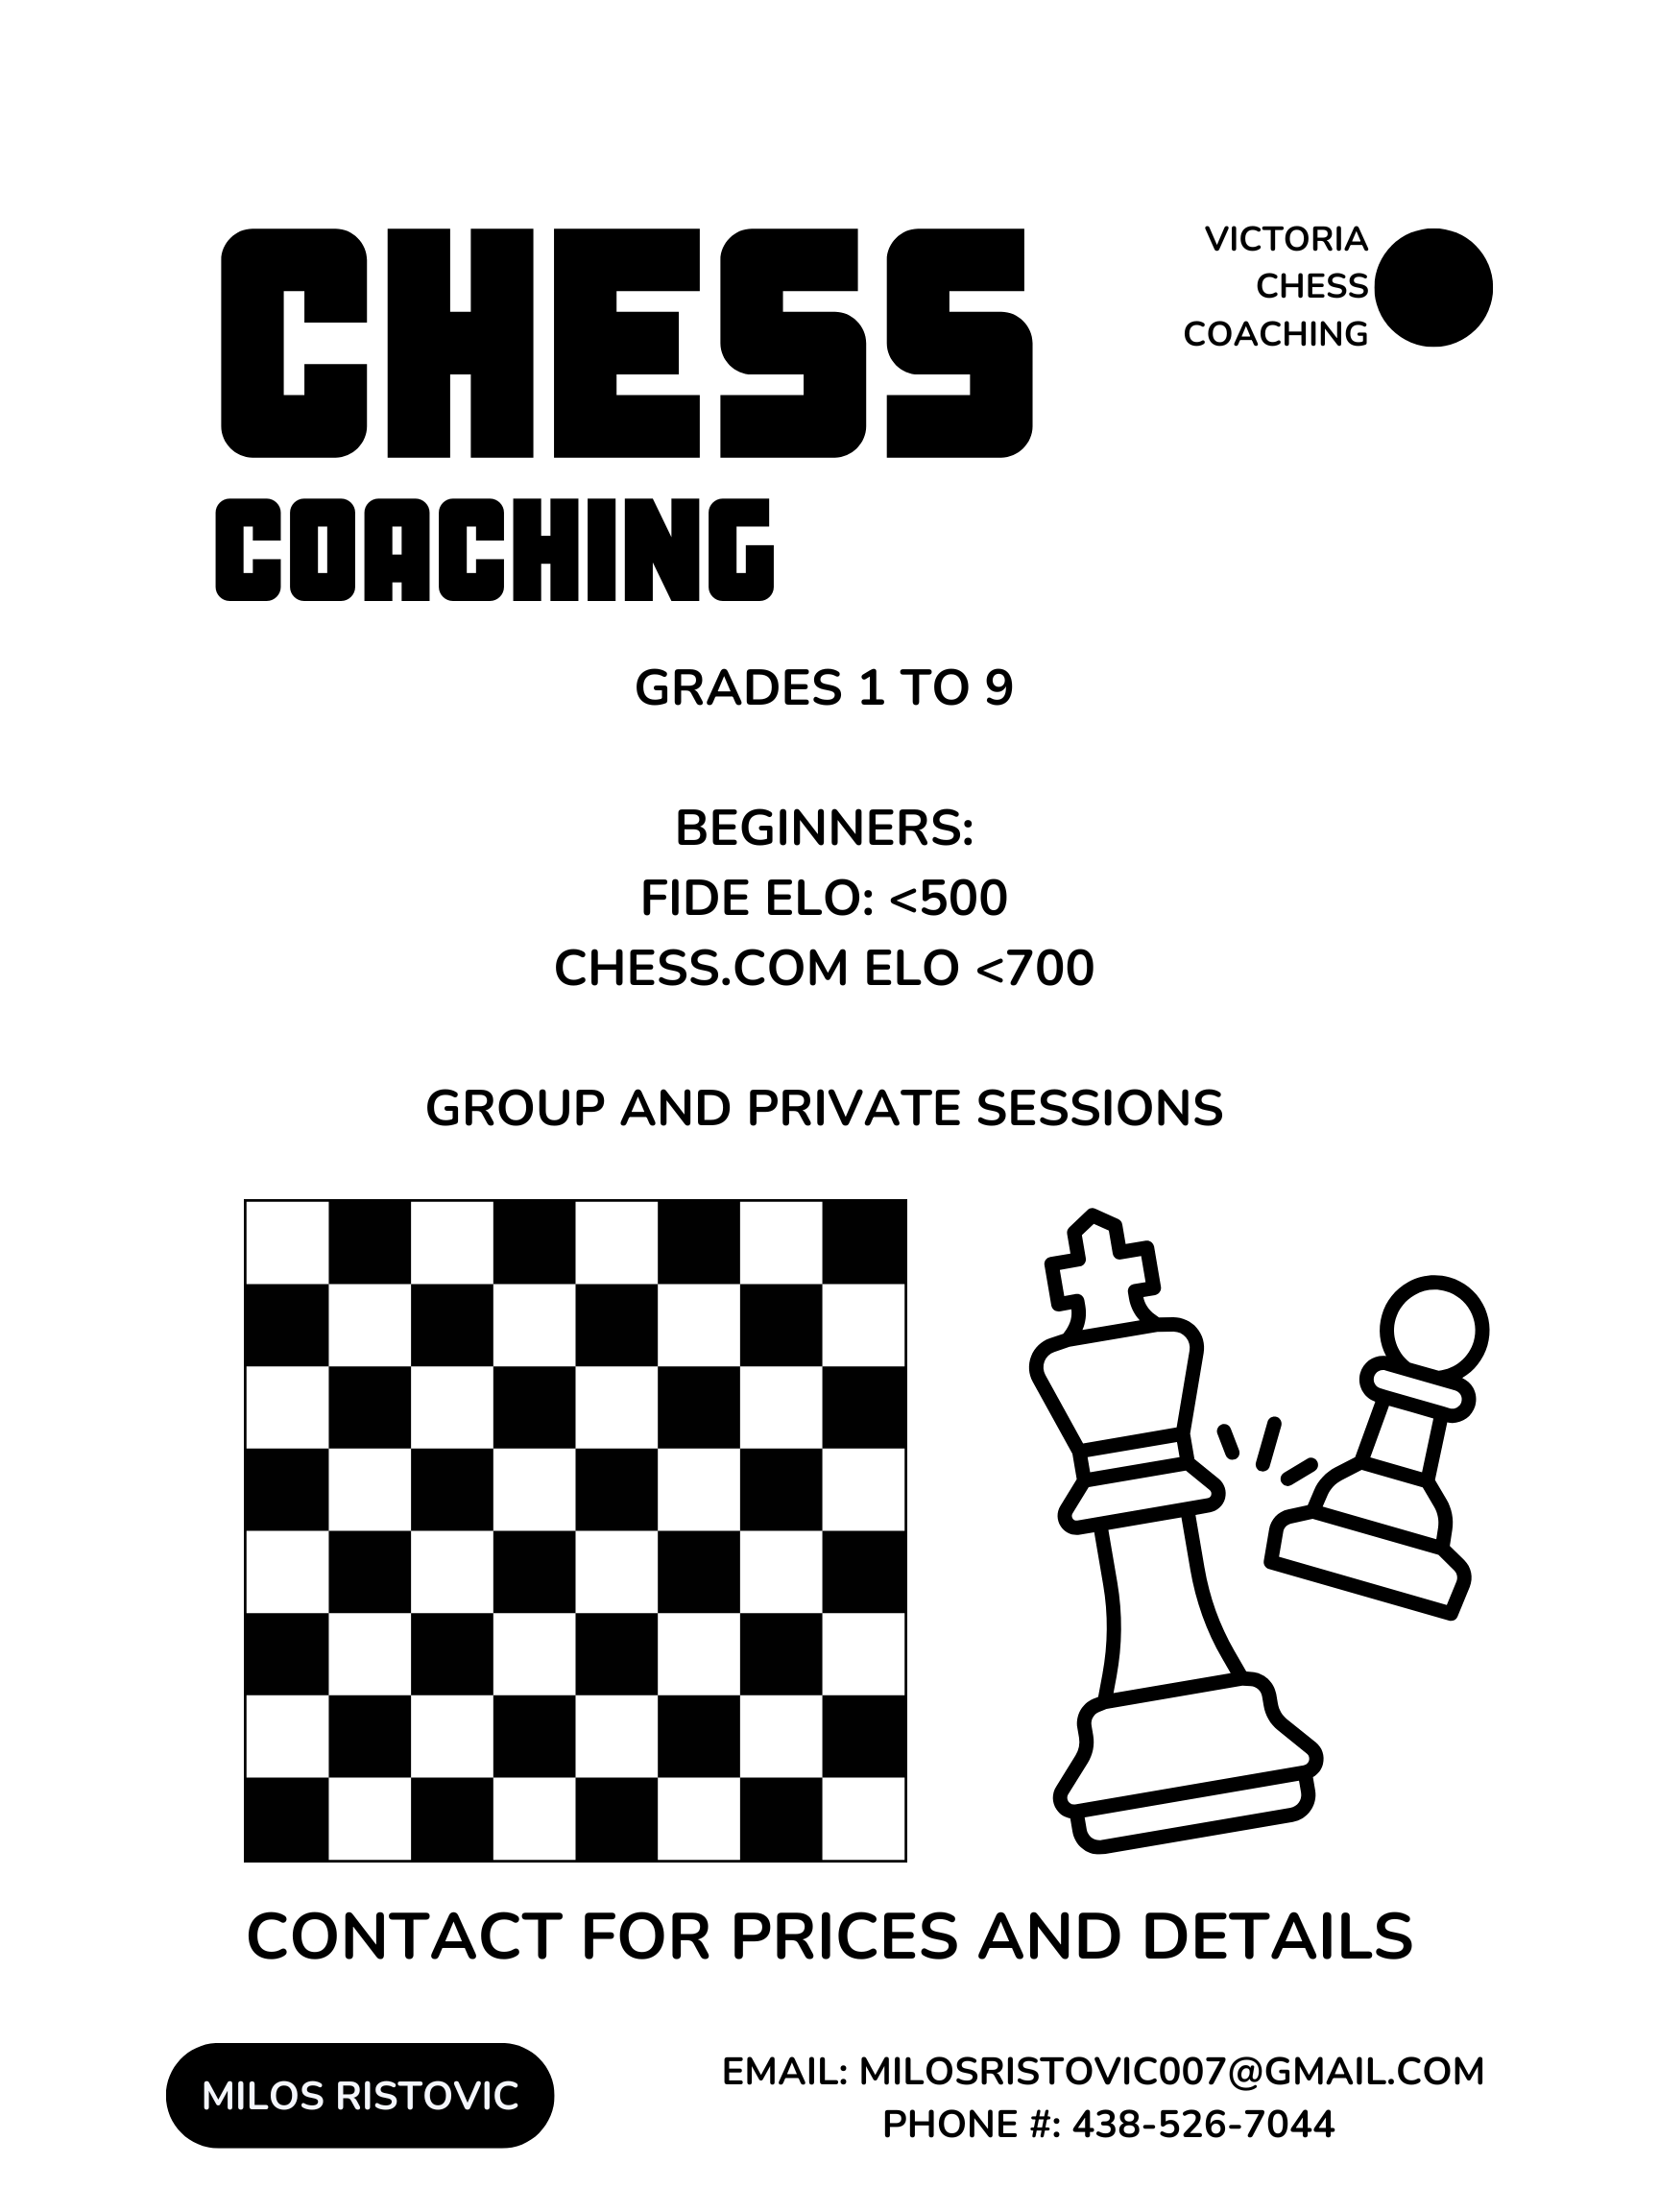 CHESS
COACHING
VICTORIA
CHESS
COACHING
GRADES 1 TO 9
BEGINNERS:
FIDE ELO: <500
CHESS.COM ELO <700
GROUP AND PRIVATE SESSIONS
CONTACT FOR PRICES AND DETAILS
MILOS RISTOVIC
EMAIL: MILOSRISTOVIC007@GMAIL.COM
PHONE #: 438-526-7044